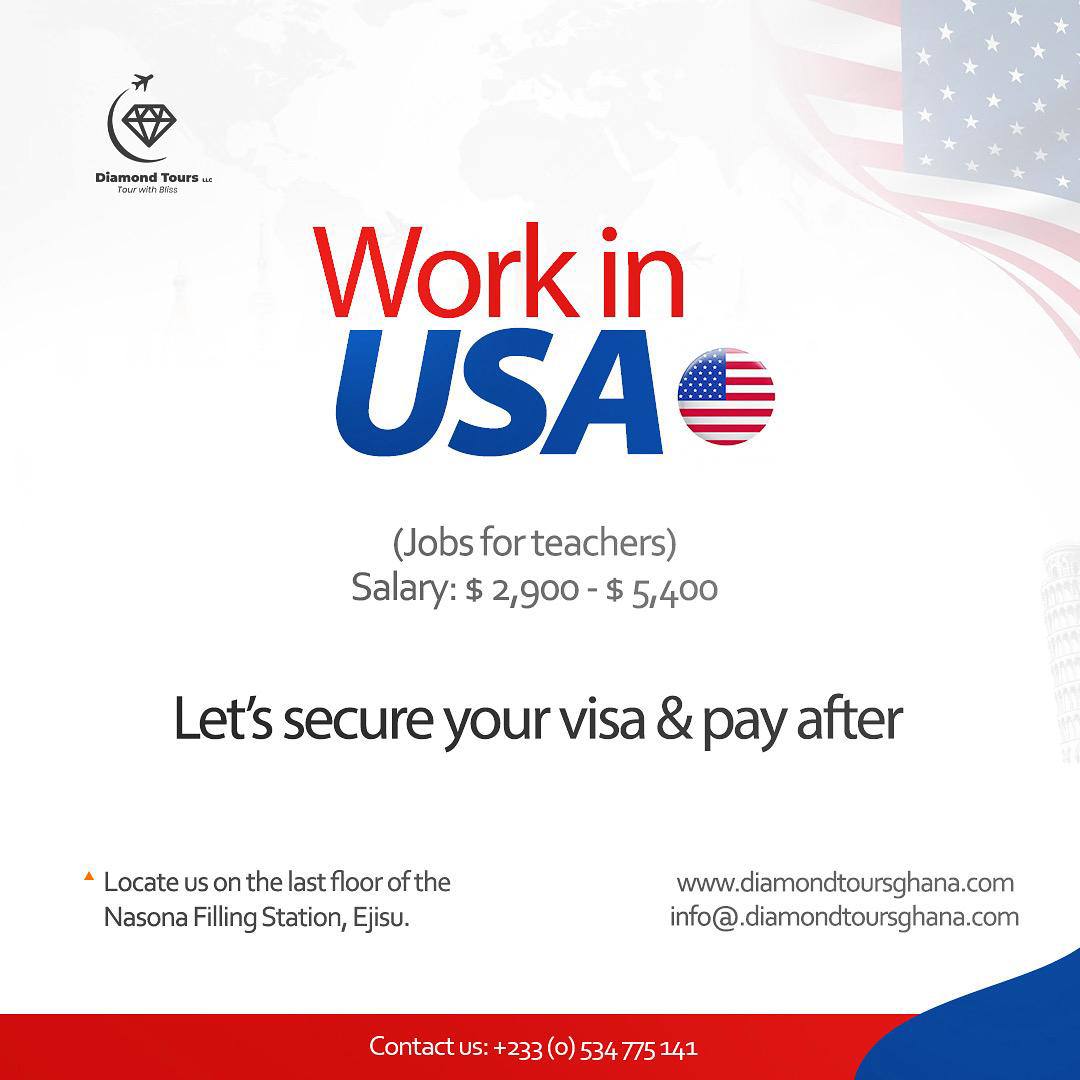 Diamond Tours LLC
Tour with Bliss
Work in
USA
(Jobs for teachers)
Salary: $ 2,900 - $ 5,400
Let's secure your visa & pay after
Locate us on the last floor of the
Nasona Filling Station, Ejisu.
www.diamondtoursghana.com
info@.diamondtoursghana.com
Contact us: +233 (0) 534 775 141